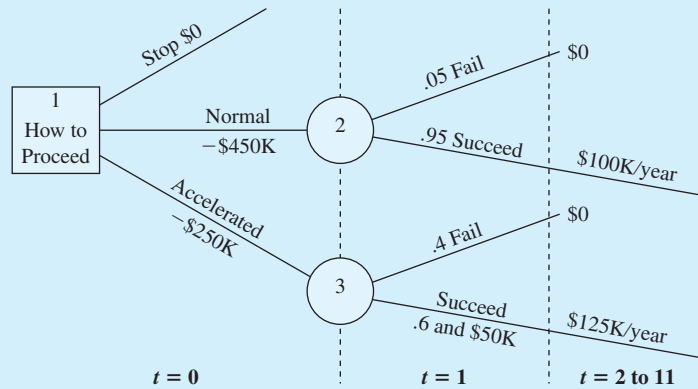 Stop $0
1
How to
Proceed
Normal
−$450K
2
.05 Fail
$0
.95 Succeed
$100K/year
Accelerated
−$250K
3
.4 Fail
$0
Succeed
.6 and $50K
$125K/year
t = 0
t = 1
t = 2 to 11